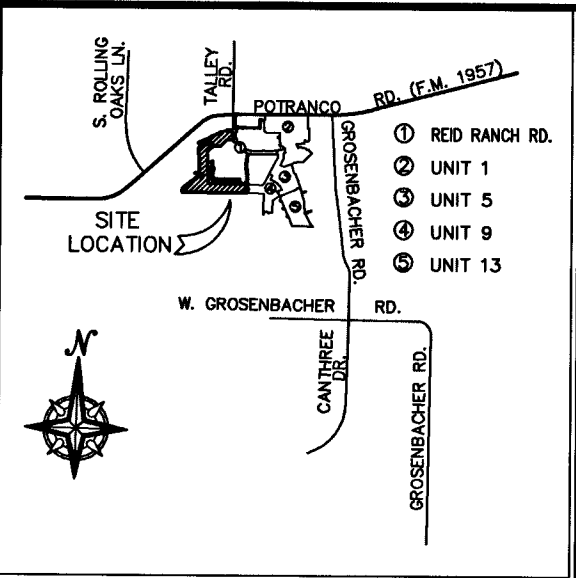 S. ROLLING
OAKS LN.
TALLEY
RD.
POTRANCO
RD. (F.M. 1957)
① REID RANCH RD.
② UNIT 1
③ UNIT 5
④ UNIT 9
⑤ UNIT 13
GROSENBACHER RD.
SITE
LOCATION
W. GROSENBACHER RD.
N
CANTHREE
DR.
GROSENBACHER RD.